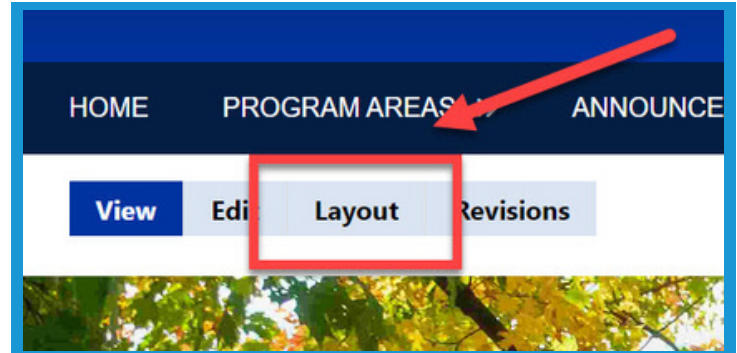 HOME PROGRAM AREAS ANNOUNCE
View Edit Layout Revisions